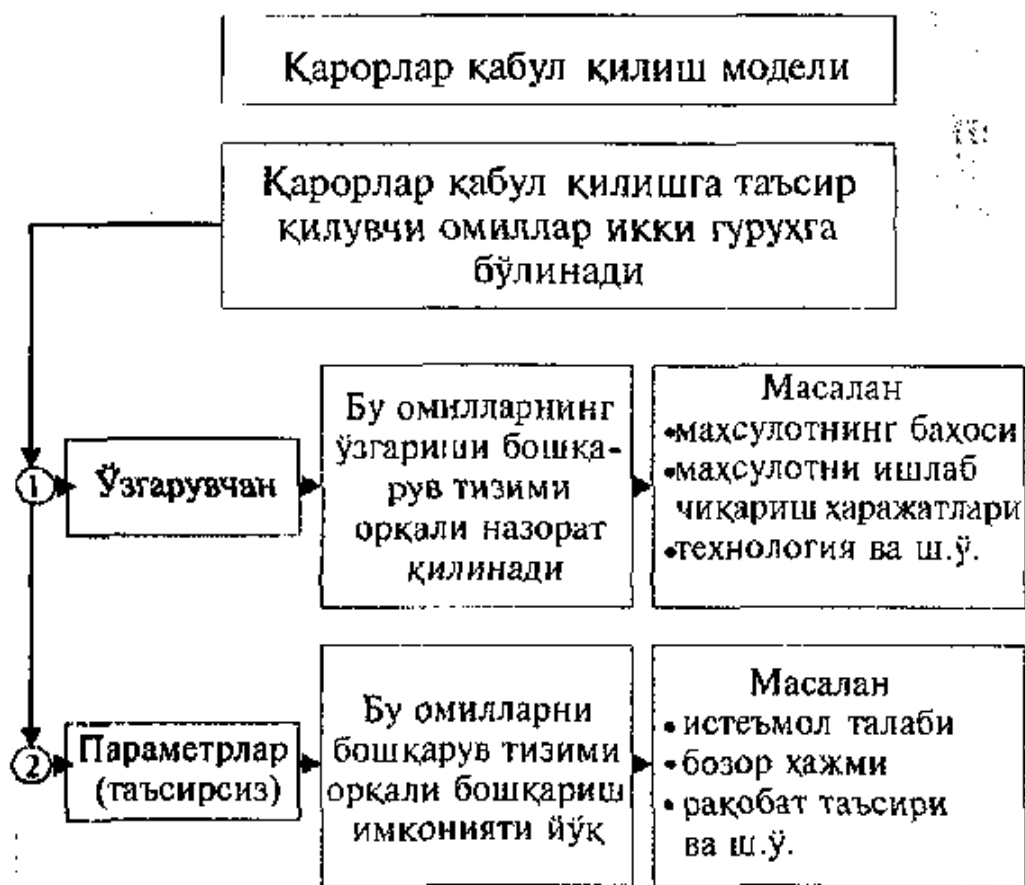 Қарорлар қабул қилиш модели
Қарорлар қабул қилишга таъсир
қилувчи омиллар икки гуруҳга
бўлинади
1
Ўзгарувчан
Бу омилларнинг
ўзгариши бошқа-
рув тизими
орқали назорат
қилинади
Масалан
•маҳсулотнинг баҳоси
•маҳсулотни ишлаб
чиқариш ҳаражатлари
•технология ва ш.ў.
2
Параметрлар
(таъсирсиз)
Бу омилларни
бошқарув тизими
орқали бошқариш
имконияти йўқ
Масалан
• истеъмол талаби
• бозор ҳажми
• рақобат таъсири
ва ш.ў.